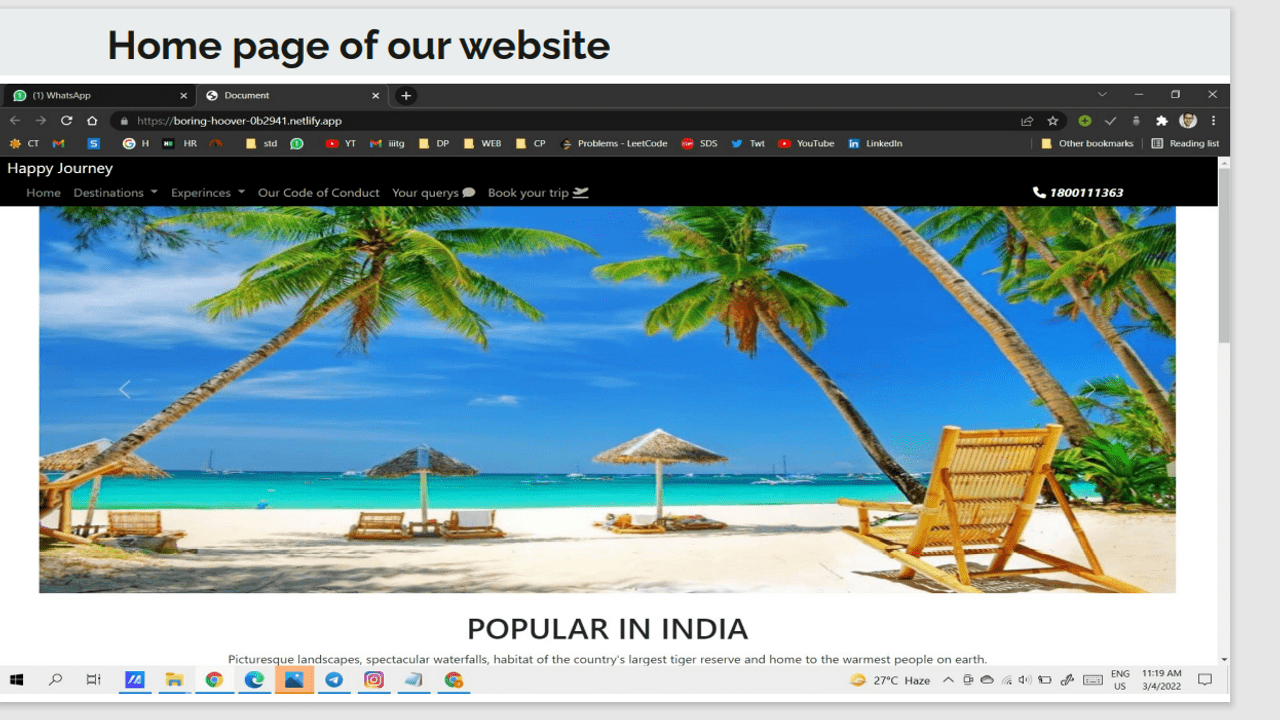 Home page of our website
(1) WhatsApp
Document
https://boring-hoover-0b2941.netlify.app
CT
H
HR
std
YT
iiitg
DP
WEB
CP
Problems - LeetCode
SDS
Twt
YouTube
LinkedIn
Other bookmarks
Reading list
Happy Journey
Home
Destinations
Experinces
Our Code of Conduct
Your querys
Book your trip
1800111363
POPULAR IN INDIA
Picturesque landscapes, spectacular waterfalls, habitat of the country's largest tiger reserve and home to the warmest people on earth.
27°C Haze
ENG
US
11:19 AM
3/4/2022